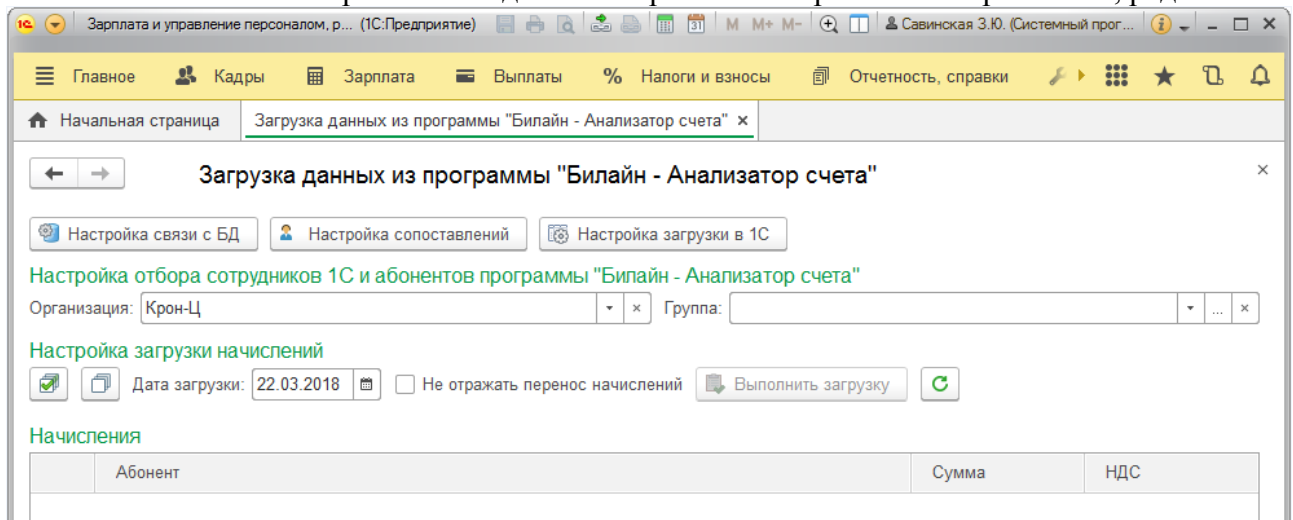 Зарплата и управление персоналом, р... (1С:Предприятие) 31 M M+ M- Савинская З.Ю. (Системный прог...
Главное Кадры Зарплата Выплаты % Налоги и взносы Отчетность, справки
Начальная страница Загрузка данных из программы "Билайн - Анализатор счета" ×
Загрузка данных из программы "Билайн - Анализатор счета"
Настройка связи с БД Настройка сопоставлений Настройка загрузки в 1С
Настройка отбора сотрудников 1С и абонентов программы "Билайн - Анализатор счета"
Организация: Крон-Ц Группа: ...
Настройка загрузки начислений
Дата загрузки: 22.03.2018 Не отражать перенос начислений Выполнить загрузку
Начисления
Абонент Сумма НДС